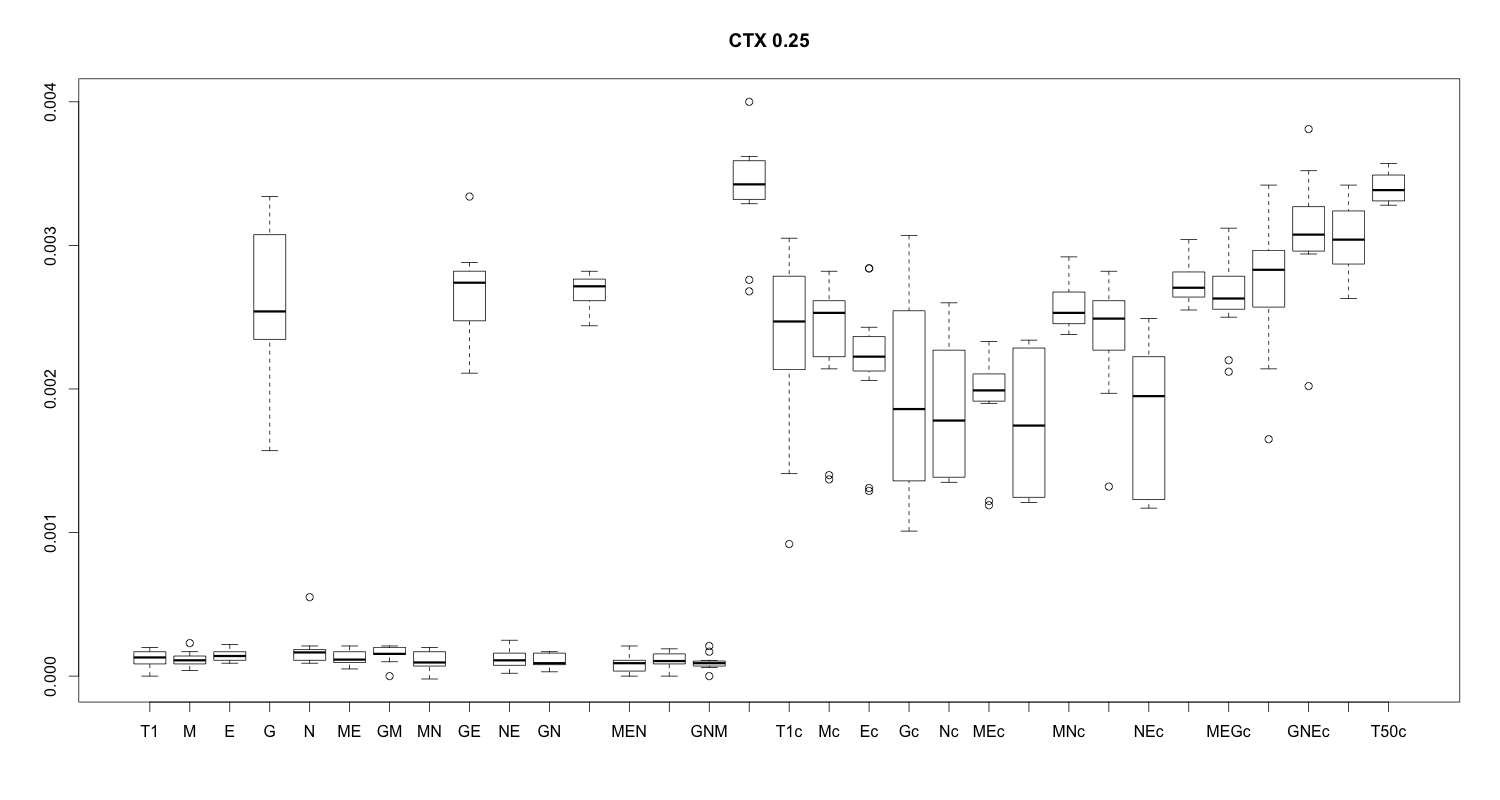 CTX 0.25
0.004
0.003
0.002
0.001
0.000
T1 M E G N ME GM MN GE NE GN MEN GNM T1c Mc Ec Gc Nc MEc MNc NEc MEGc GNEc T50c